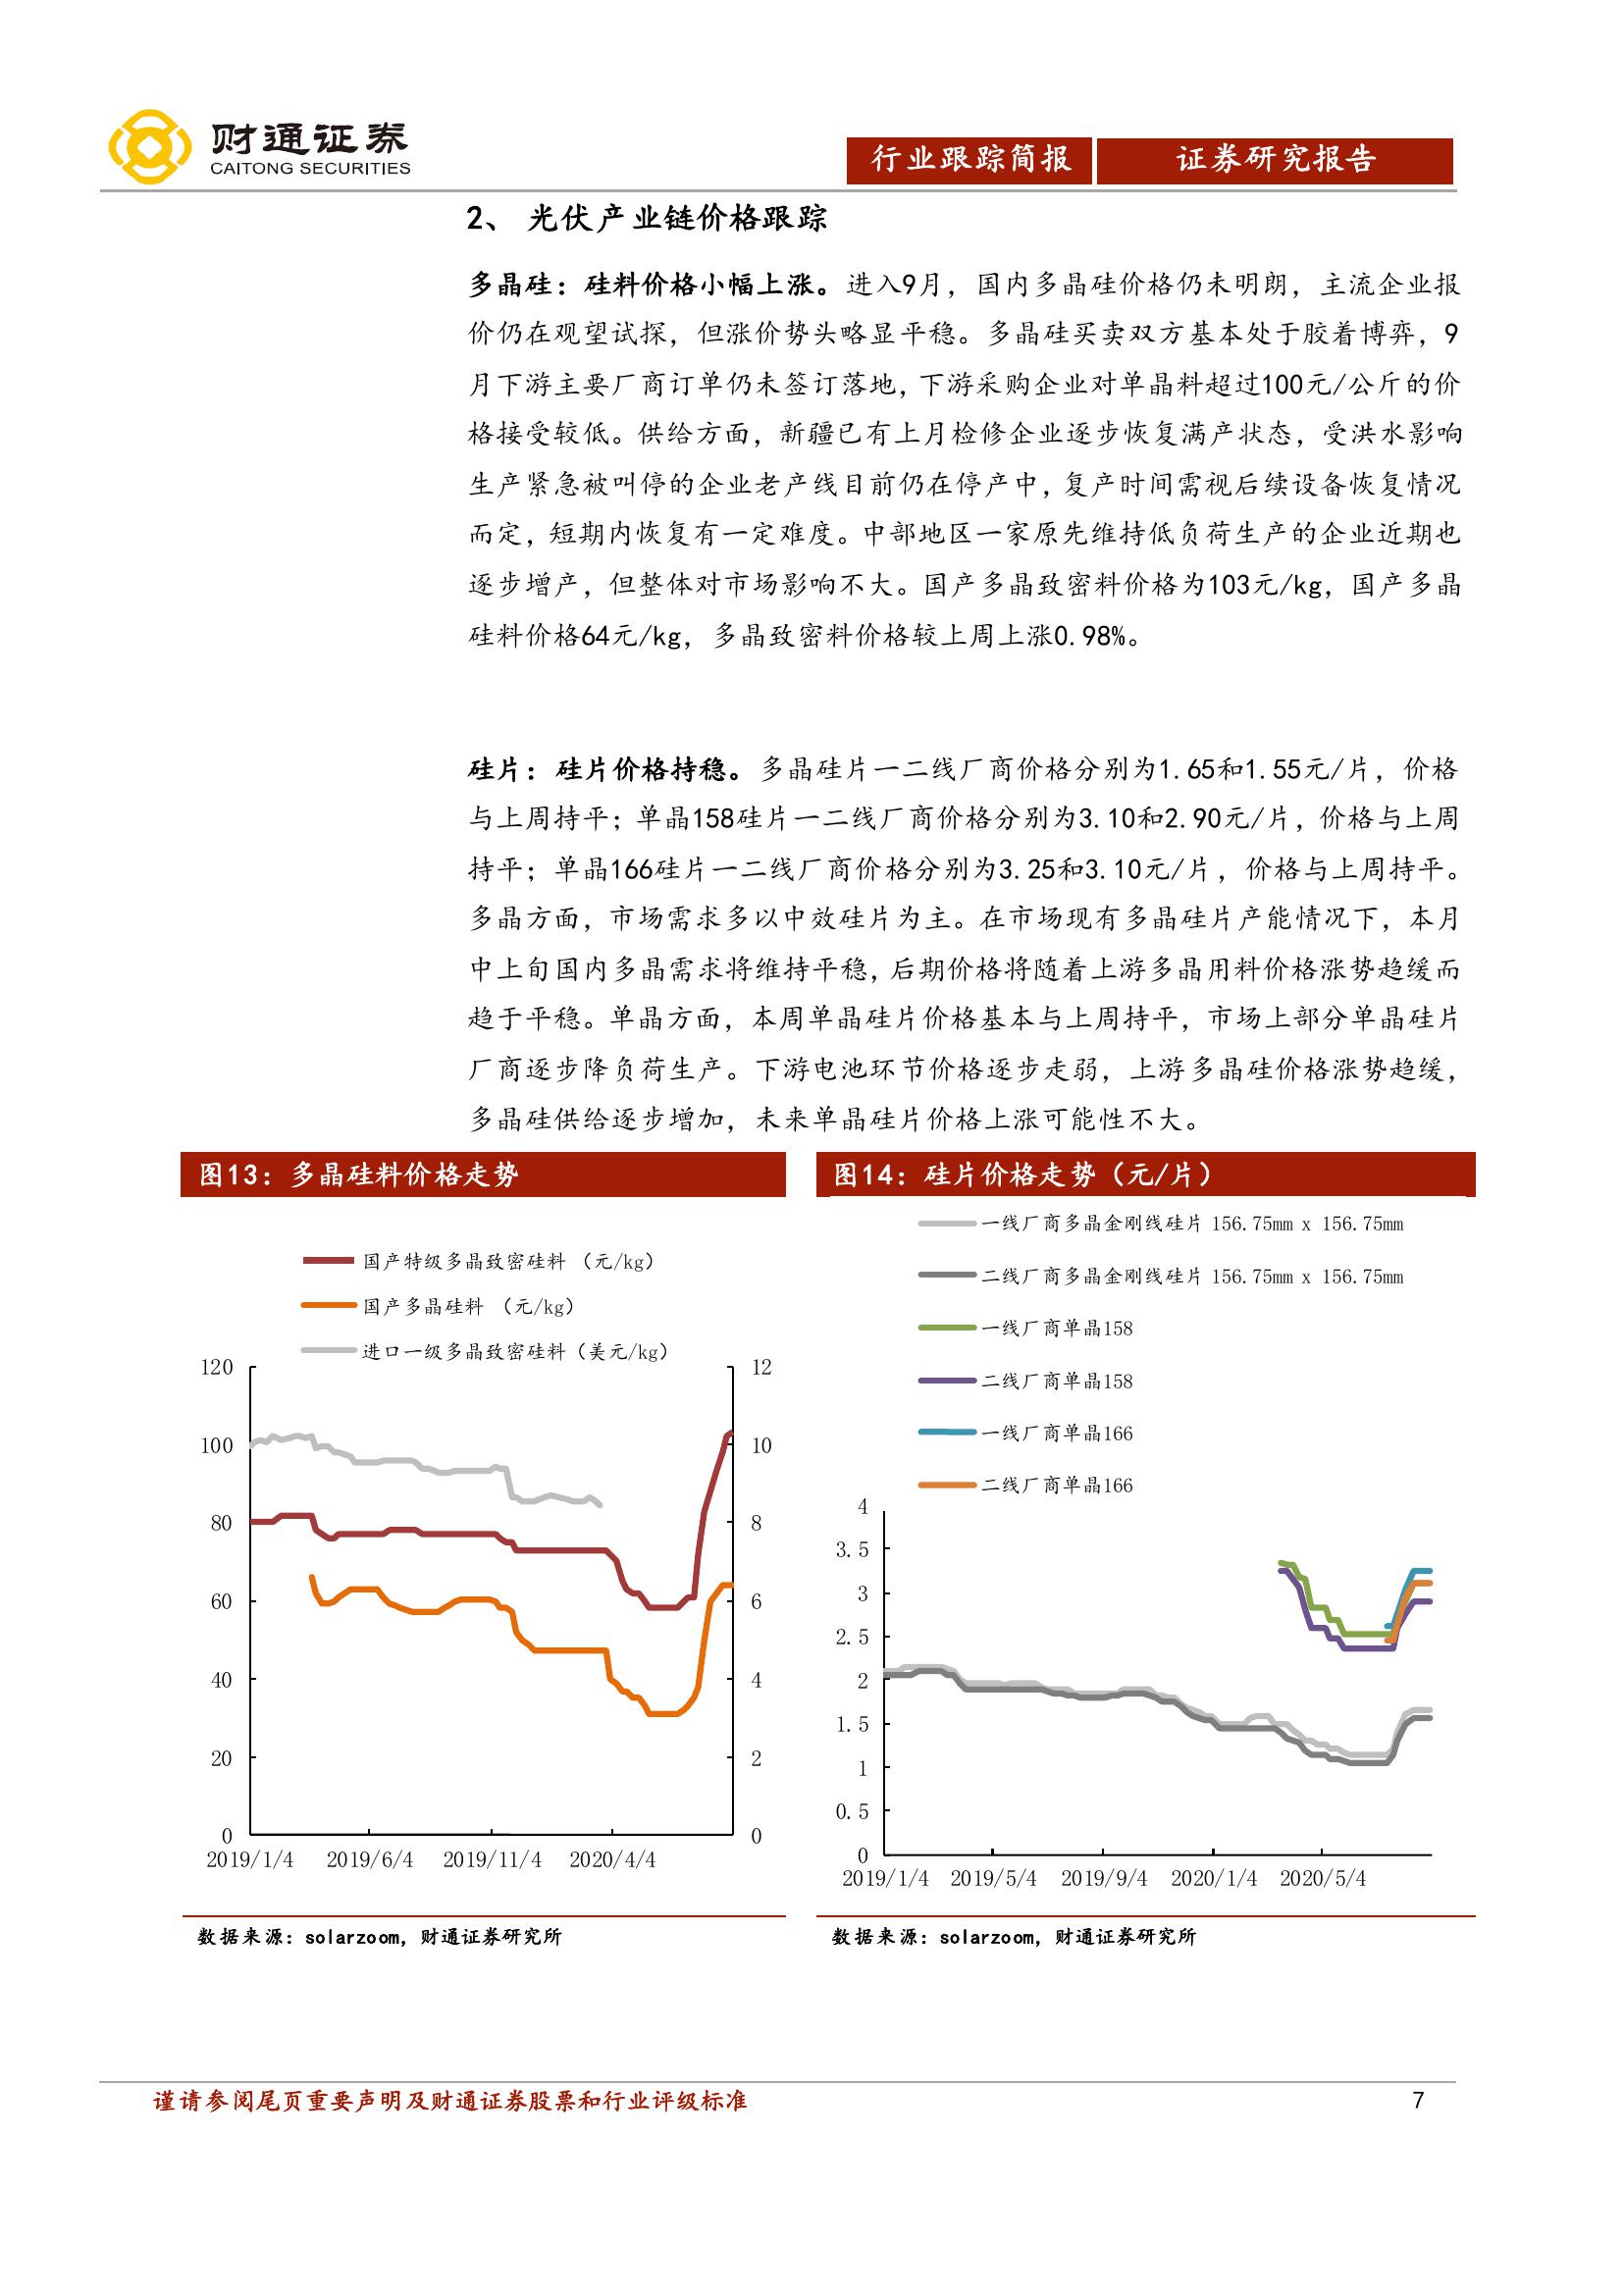 财通证券
CAITONG SECURITIES
行业跟踪简报 证券研究报告
2、 光伏产业链价格跟踪
多晶硅：硅料价格小幅上涨。进入9月，国内多晶硅价格仍未明朗，主流企业报
价仍在观望试探，但涨价势头略显平稳。多晶硅买卖双方基本处于胶着博弈，9
月下游主要厂商订单仍未签订落地，下游采购企业对单晶料超过100元/公斤的价
格接受较低。供给方面，新疆已有上月检修企业逐步恢复满产状态，受洪水影响
生产紧急被叫停的企业老产线目前仍在停产中，复产时间需视后续设备恢复情况
而定，短期内恢复有一定难度。中部地区一家原先维持低负荷生产的企业近期也
逐步增产，但整体对市场影响不大。国产多晶致密料价格为103元/kg，国产多晶
硅料价格64元/kg，多晶致密料价格较上周上涨0.98%。
硅片：硅片价格持稳。多晶硅片一二线厂商价格分别为1.65和1.55元/片，价格
与上周持平；单晶158硅片一二线厂商价格分别为3.10和2.90元/片，价格与上周
持平；单晶166硅片一二线厂商价格分别为3.25和3.10元/片，价格与上周持平。
多晶方面，市场需求多以中效硅片为主。在市场现有多晶硅片产能情况下，本月
中上旬国内多晶需求将维持平稳，后期价格将随着上游多晶用料价格涨势趋缓而
趋于平稳。单晶方面，本周单晶硅片价格基本与上周持平，市场上部分单晶硅片
厂商逐步降负荷生产。下游电池环节价格逐步走弱，上游多晶硅价格涨势趋缓，
多晶硅供给逐步增加，未来单晶硅片价格上涨可能性不大。
图13：多晶硅料价格走势
国产特级多晶致密硅料 （元/kg）
国产多晶硅料 （元/kg）
进口一级多晶致密硅料（美元/kg）
120 12
100 10
80 8
60 6
40 4
20 2
0 0
2019/1/4 2019/6/4 2019/11/4 2020/4/4
数据来源：solarzoom，财通证券研究所
图14：硅片价格走势（元/片）
一线厂商多晶金刚线硅片 156.75mm x 156.75mm
二线厂商多晶金刚线硅片 156.75mm x 156.75mm
一线厂商单晶158
二线厂商单晶158
一线厂商单晶166
二线厂商单晶166
4
3.5
3
2.5
2
1.5
1
0.5
0
2019/1/4 2019/5/4 2019/9/4 2020/1/4 2020/5/4
数据来源：solarzoom，财通证券研究所
谨请参阅尾页重要声明及财通证券股票和行业评级标准 7